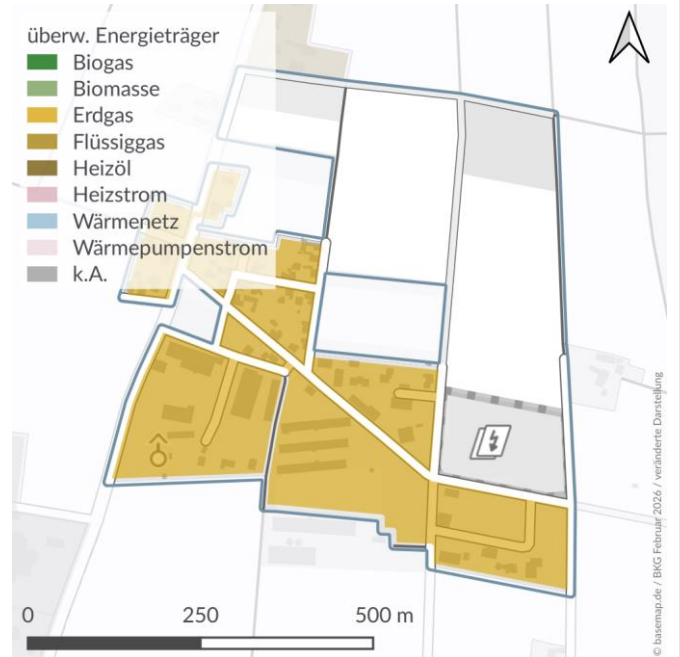 überw. Energieträger
Biogas
Biomasse
Erdgas
Flüssiggas
Heizöl
Heizstrom
Wärmenetz
Wärmepumpenstrom
k.A.
0 250 500 m
© basemap.de / BKG Februar 2026 / veränderte Darstellung